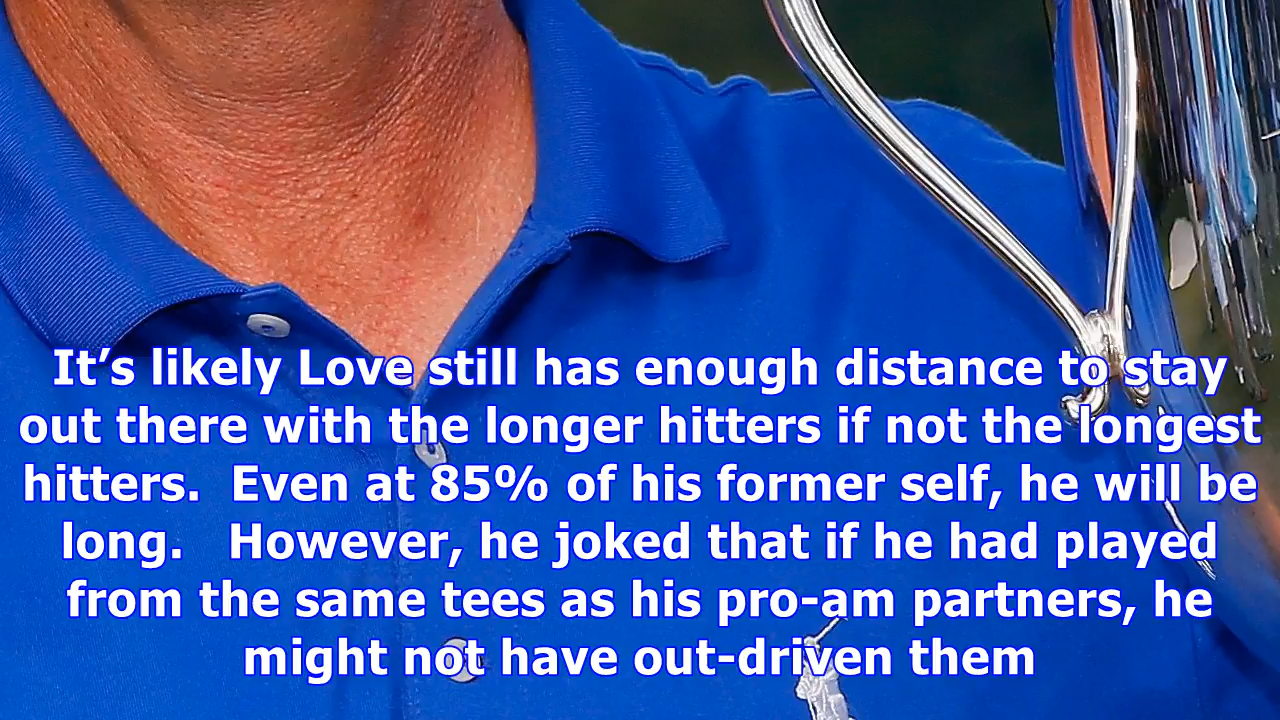 It’s likely Love still has enough distance to stay
out there with the longer hitters if not the longest
hitters.  Even at 85% of his former self, he will be
long.   However, he joked that if he had played
from the same tees as his pro-am partners, he
might not have out-driven them